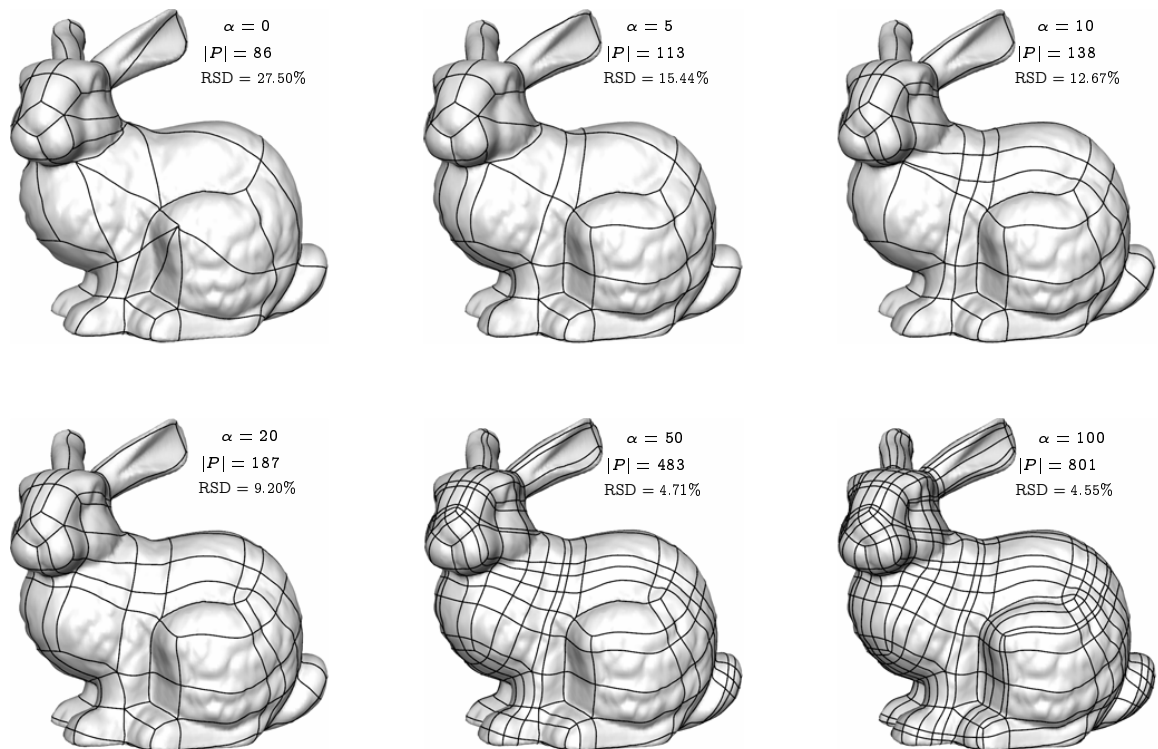 α = 0
|P| = 86
RSD = 27.50%
α = 5
|P| = 113
RSD = 15.44%
α = 10
|P| = 138
RSD = 12.67%
α = 20
|P| = 187
RSD = 9.20%
α = 50
|P| = 483
RSD = 4.71%
α = 100
|P| = 801
RSD = 4.55%